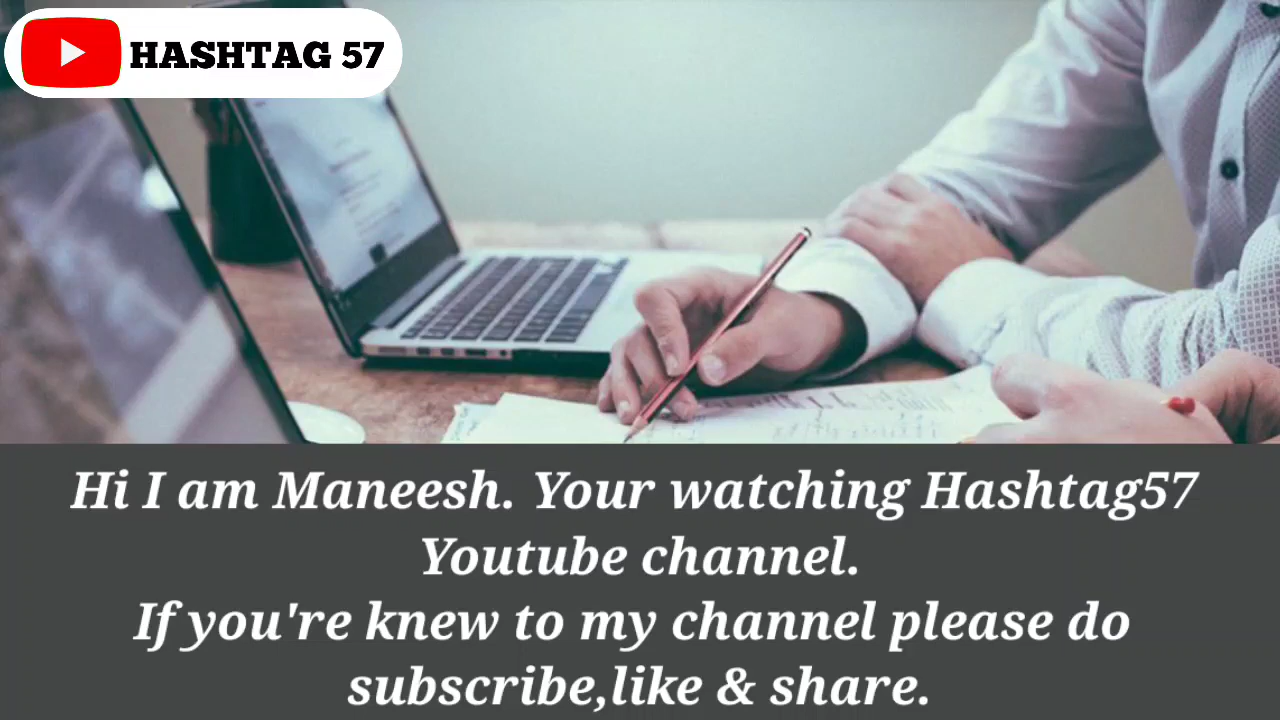 HASHTAG 57
Hi I am Maneesh. Your watching Hashtag57
Youtube channel.
If you're knew to my channel please do
subscribe,like & share.